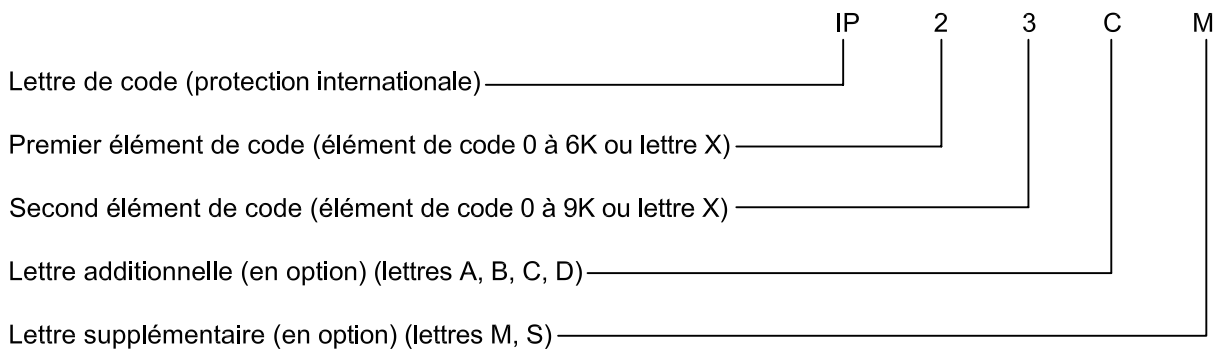 IP 2 3 C M
Lettre de code (protection internationale)
Premier élément de code (élément de code 0 à 6K ou lettre X)
Second élément de code (élément de code 0 à 9K ou lettre X)
Lettre additionnelle (en option) (lettres A, B, C, D)
Lettre supplémentaire (en option) (lettres M, S)